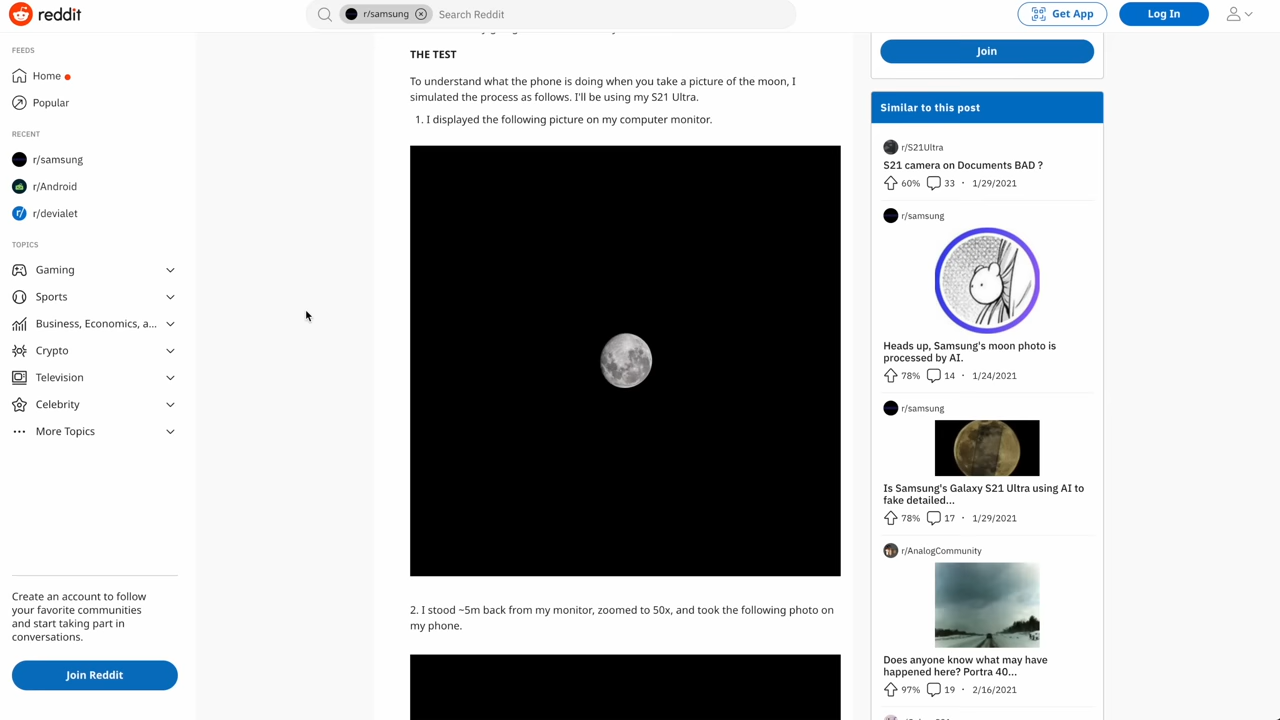 reddit
r/samsung
Search Reddit
Get App
Log In
FEEDS
Home
Popular
RECENT
r/samsung
r/Android
r/devialet
TOPICS
Gaming
Sports
Business, Economics, a...
Crypto
Television
Celebrity
More Topics
Create an account to follow
your favorite communities
and start taking part in
conversations.
Join Reddit
THE TEST
To understand what the phone is doing when you take a picture of the moon, I
simulated the process as follows. I'll be using my S21 Ultra.
1. I displayed the following picture on my computer monitor.
2. I stood ~5m back from my monitor, zoomed to 50x, and took the following photo on
my phone.
Join
Similar to this post
r/S21Ultra
S21 camera on Documents BAD ?
60% 33 · 1/29/2021
r/samsung
Heads up, Samsung's moon photo is
processed by AI.
78% 14 · 1/24/2021
r/samsung
Is Samsung's Galaxy S21 Ultra using AI to
fake detailed...
78% 17 · 1/29/2021
r/AnalogCommunity
Does anyone know what may have
happened here? Portra 40...
97% 19 · 2/16/2021